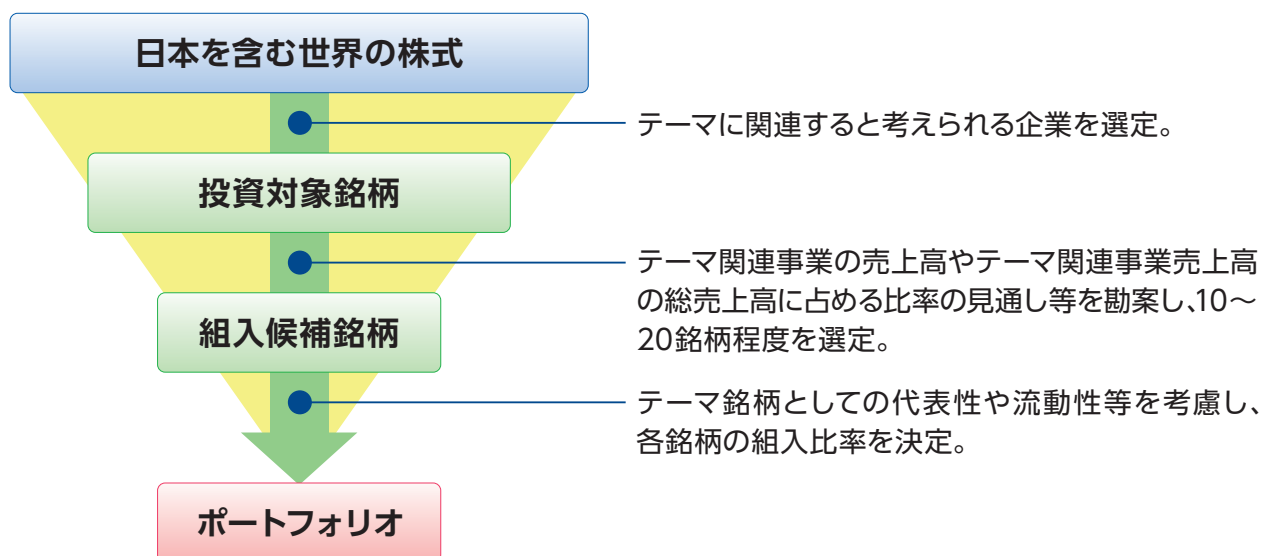 日本を含む世界の株式
テーマに関連すると考えられる企業を選定。
投資対象銘柄
テーマ関連事業の売上高やテーマ関連事業売上高
の総売上高に占める比率の見通し等を勘案し、10～
20銘柄程度を選定。
組入候補銘柄
テーマ銘柄としての代表性や流動性等を考慮し、
各銘柄の組入比率を決定。
ポートフォリオ